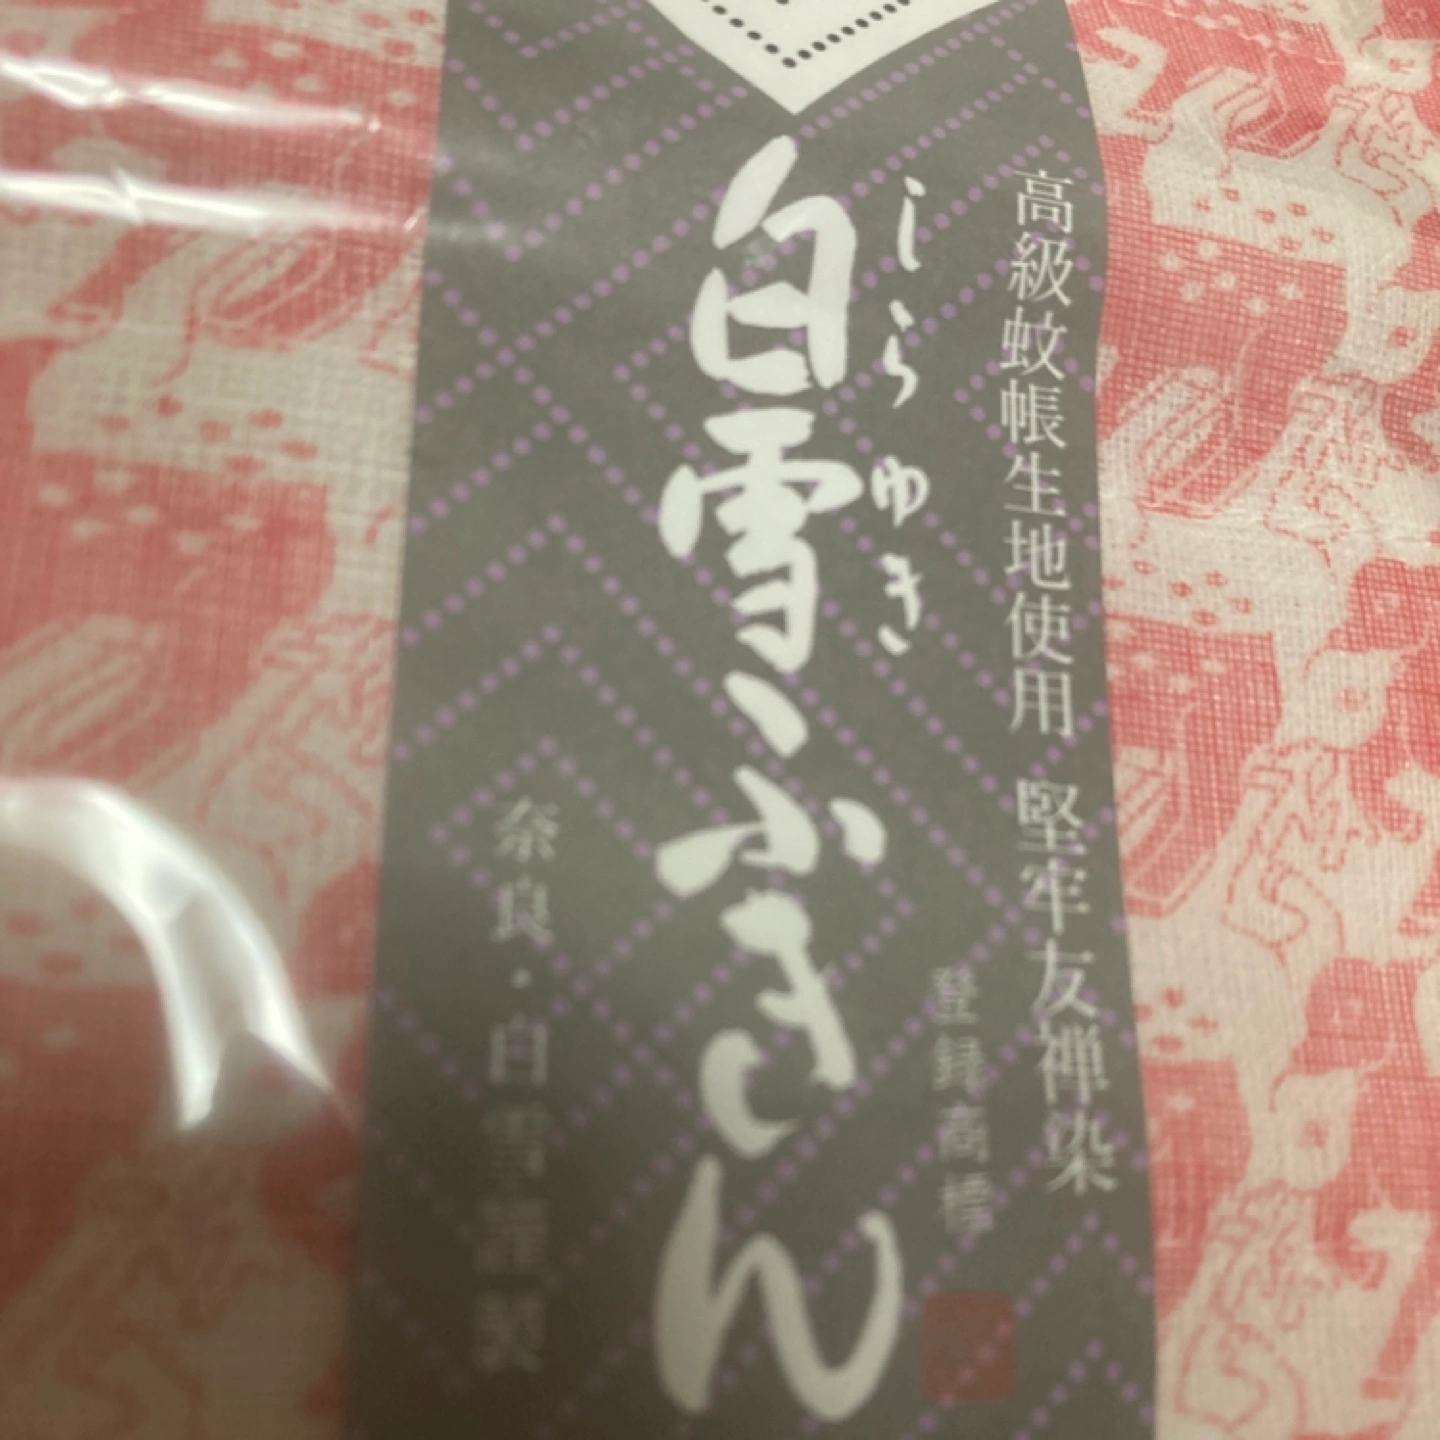 高級蚊帳生地使用 堅牢友禅染
しらゆき
白雪ふきん
登録商標
奈良・白雪謹製